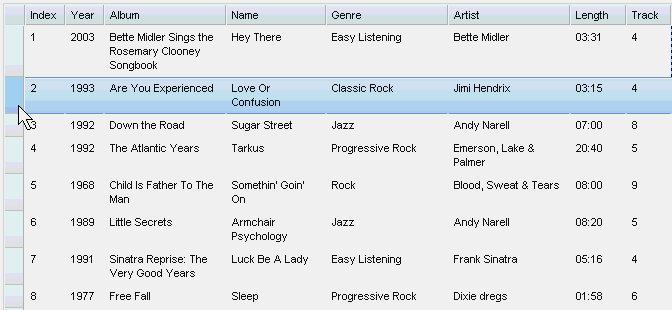 Index Year Album Name Genre Artist Length Track
1 2003 Bette Midler Sings the Hey There Easy Listening Bette Midler 03:31 4
Rosemary Clooney
Songbook
2 1993 Are You Experienced Love Or Classic Rock Jimi Hendrix 03:15 4
Confusion
3 1992 Down the Road Sugar Street Jazz Andy Narell 07:00 8
4 1992 The Atlantic Years Tarkus Progressive Rock Emerson, Lake & 20:40 5
Palmer
5 1968 Child Is Father To The Somethin' Goin' Rock Blood, Sweat & Tears 08:00 9
Man On
6 1989 Little Secrets Armchair Jazz Andy Narell 08:20 5
Psychology
7 1991 Sinatra Reprise: The Luck Be A Lady Easy Listening Frank Sinatra 05:16 4
Very Good Years
8 1977 Free Fall Sleep Progressive Rock Dixie dregs 01:58 6